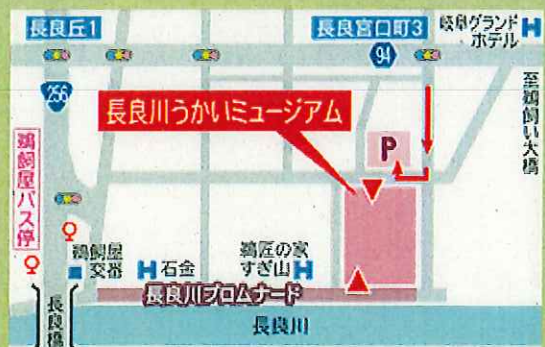 長良丘1
長良宮口町3
岐阜グランド
ホテル
H
94
256
至鵜飼い大橋
長良川うかいミュージアム
P
鵜飼屋バス停
鵜飼屋
交番
H石金
鵜匠の家
すぎ山H
長良川プロムナード
長良橋
長良川